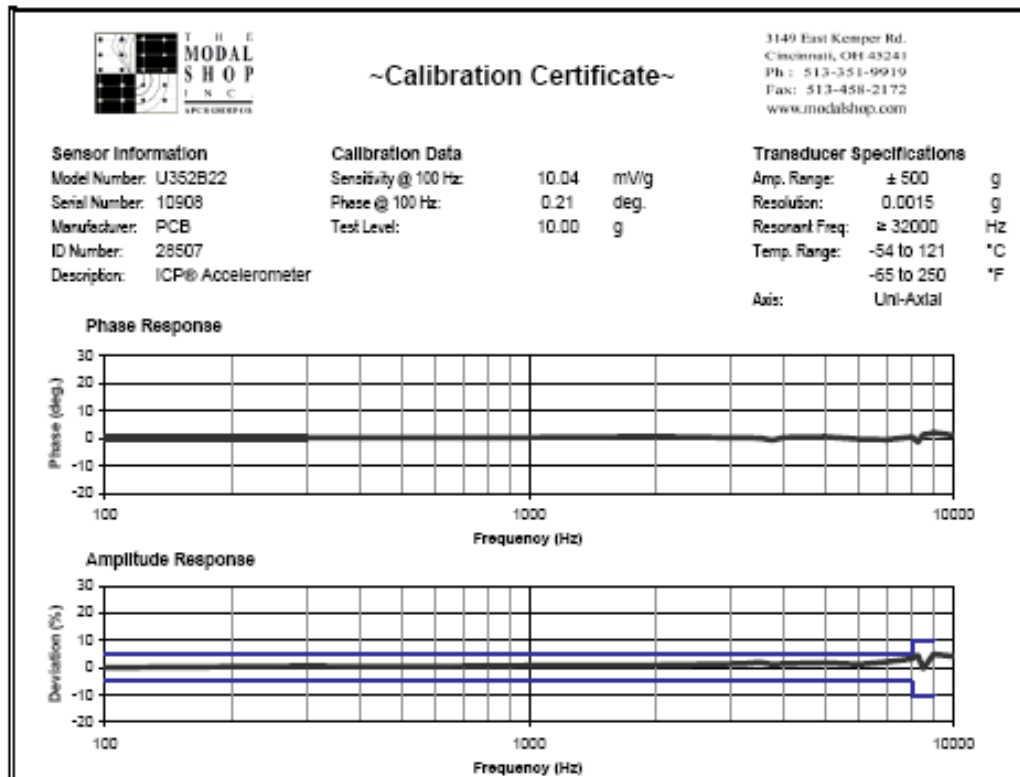 T H E
MODAL
S H O P
I N C.
A PCB GROUP CO.
~Calibration Certificate~
3149 East Kemper Rd.
Cincinnati, OH 45241
Ph : 513-351-9919
Fax: 513-458-2172
www.modalshop.com
Sensor Information
Model Number: U352B22
Serial Number: 10908
Manufacturer: PCB
ID Number: 26507
Description: ICP® Accelerometer
Calibration Data
Sensitivity @ 100 Hz: 10.04 mV/g
Phase @ 100 Hz: 0.21 deg.
Test Level: 10.00 g
Transducer Specifications
Amp. Range: ± 500 g
Resolution: 0.0015 g
Resonant Freq: ≥ 32000 Hz
Temp. Range: -54 to 121 °C
-65 to 250 °F
Axis: Uni-Axial
Phase Response
Phase (deg.)
30
20
10
0
-10
-20
100 1000 10000
Frequency (Hz)
Amplitude Response
Deviation (%)
30
20
10
0
-10
-20
100 1000 10000
Frequency (Hz)